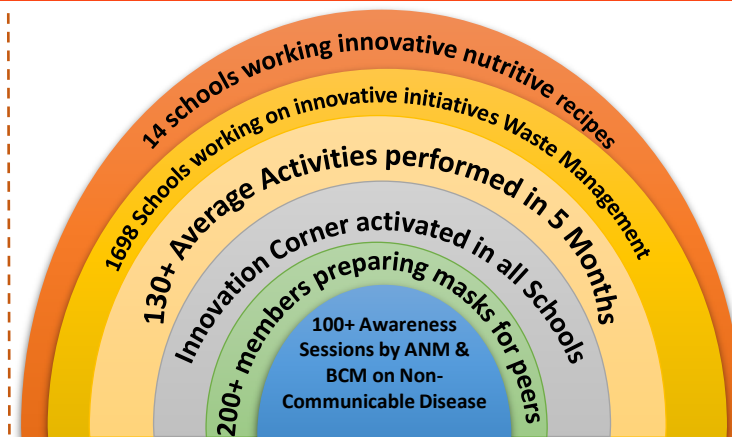 14 schools working innovative nutritive recipes
1698 Schools working on innovative initiatives Waste Management
130+ Average Activities performed in 5 Months
Innovation Corner activated in all Schools
200+ members preparing masks for peers
100+ Awareness
Sessions by ANM &
BCM on Non-
Communicable Disease